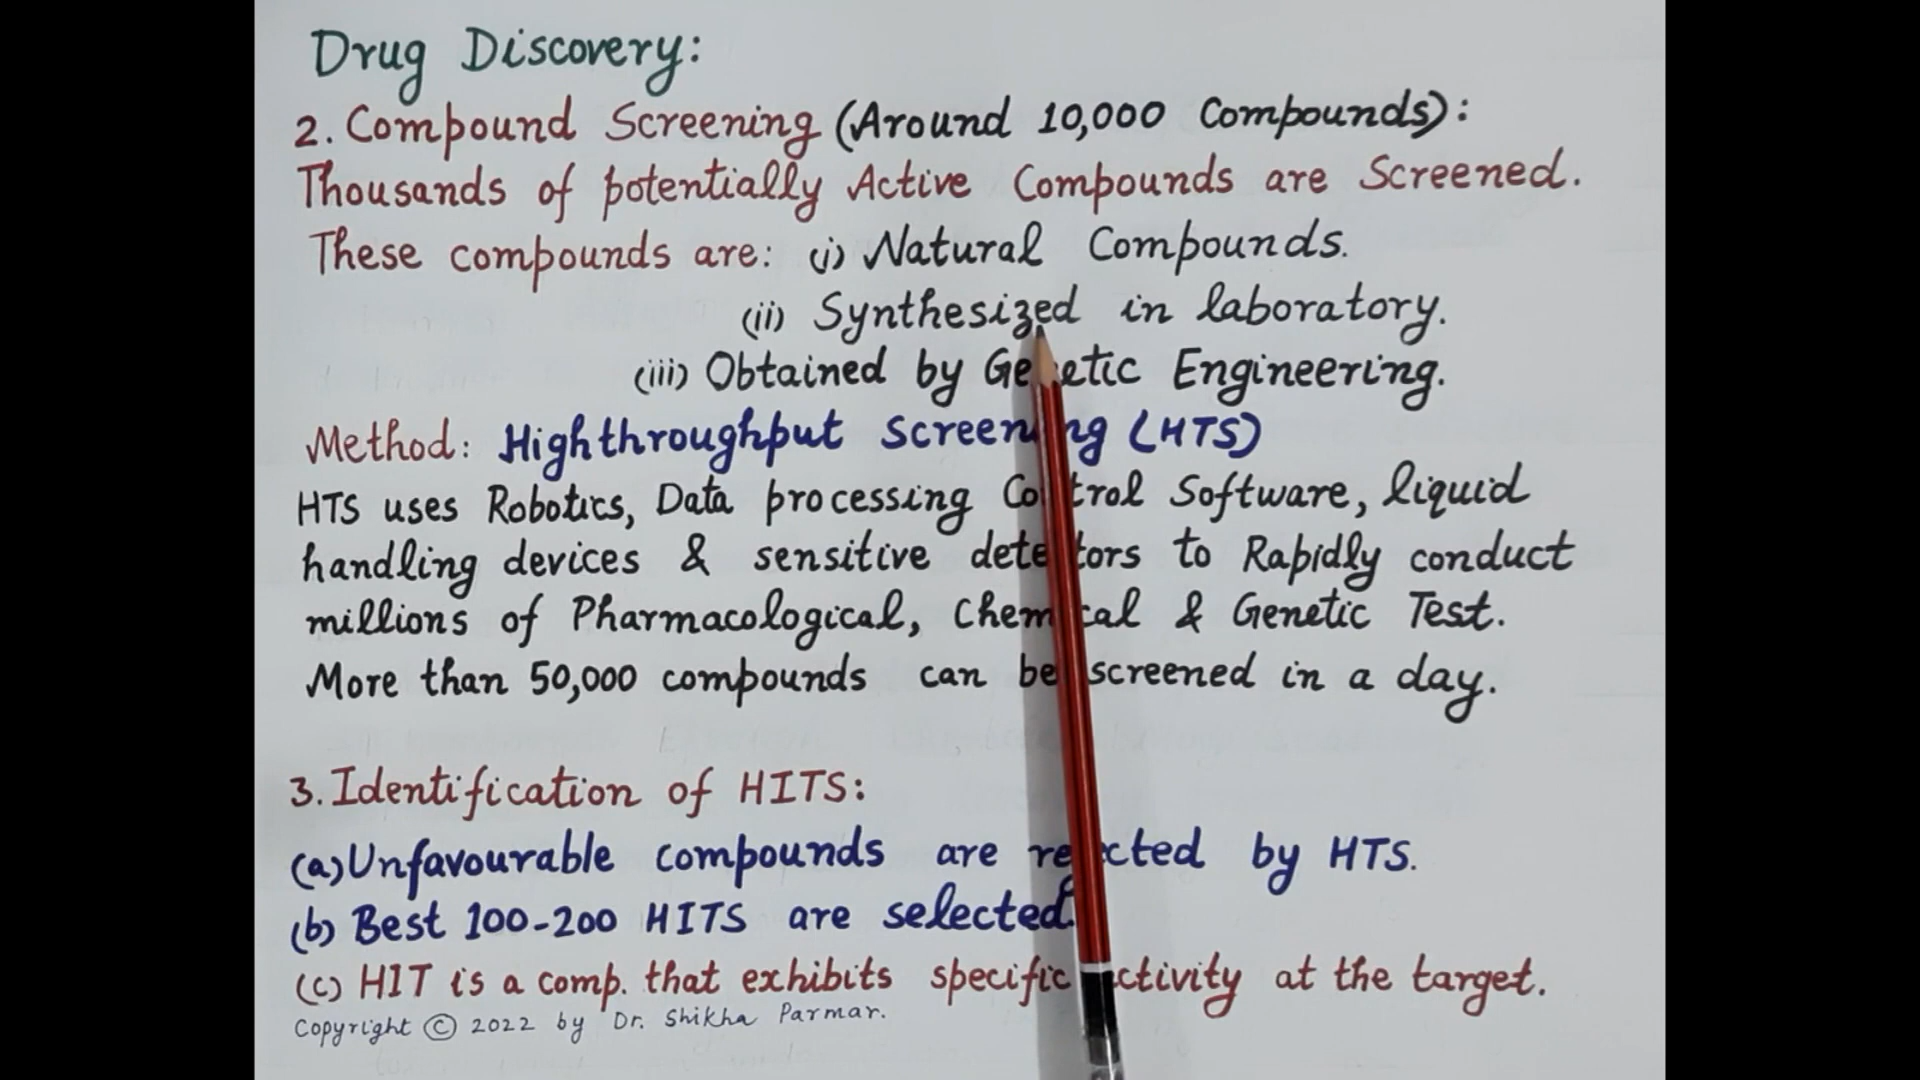 Drug Discovery:
2. Compound Screening (Around 10,000 Compounds):
Thousands of potentially Active Compounds are Screened.
These compounds are: (i) Natural Compounds.
(ii) Synthesized in laboratory.
(iii) Obtained by Genetic Engineering.
Method: Highthroughput Screening (HTS)
HTS uses Robotics, Data processing Control Software, liquid
handling devices & sensitive detectors to Rapidly conduct
millions of Pharmacological, Chemical & Genetic Test.
More than 50,000 compounds can be screened in a day.
3. Identification of HITS:
(a) Unfavourable compounds are rejected by HTS.
(b) Best 100-200 HITS are selected.
(c) HIT is a comp. that exhibits specific activity at the target.
Copyright © 2022 by Dr. Shikha Parmar.